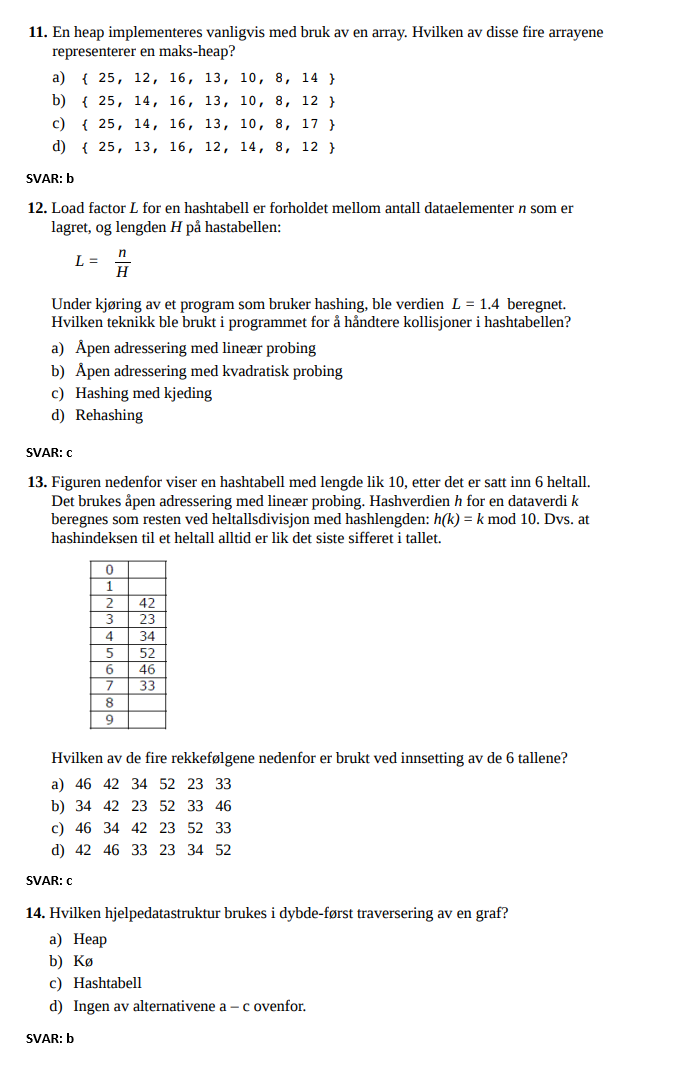 11. En heap implementeres vanligvis med bruk av en array. Hvilken av disse fire arrayene
representerer en maks-heap?
a) { 25, 12, 16, 13, 10, 8, 14 }
b) { 25, 14, 16, 13, 10, 8, 12 }
c) { 25, 14, 16, 13, 10, 8, 17 }
d) { 25, 13, 16, 12, 14, 8, 12 }
SVAR: b
12. Load factor L for en hashtabell er forholdet mellom antall dataelementer n som er
lagret, og lengden H på hastabellen:
L = n
H
Under kjøring av et program som bruker hashing, ble verdien L = 1.4 beregnet.
Hvilken teknikk ble brukt i programmet for å håndtere kollisjoner i hashtabellen?
a) Åpen adressering med lineær probing
b) Åpen adressering med kvadratisk probing
c) Hashing med kjeding
d) Rehashing
SVAR: c
13. Figuren nedenfor viser en hashtabell med lengde lik 10, etter det er satt inn 6 heltall.
Det brukes åpen adressering med lineær probing. Hashverdien h for en dataverdi k
beregnes som resten ved heltallsdivisjon med hashlengden: h(k) = k mod 10. Dvs. at
hashindeksen til et heltall alltid er lik det siste sifferet i tallet.
0
1
2 42
3 23
4 34
5 52
6 46
7 33
8
9
Hvilken av de fire rekkefølgene nedenfor er brukt ved innsetting av de 6 tallene?
a) 46 42 34 52 23 33
b) 34 42 23 52 33 46
c) 46 34 42 23 52 33
d) 42 46 33 23 34 52
SVAR: c
14. Hvilken hjelpedatastruktur brukes i dybde-først traversering av en graf?
a) Heap
b) Kø
c) Hashtabell
d) Ingen av alternativene a – c ovenfor.
SVAR: b